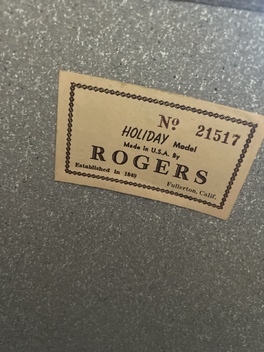 Nº 21517
HOLIDAY Model
Made in U.S.A. By
ROGERS
Established in 1849
Fullerton, Calif.